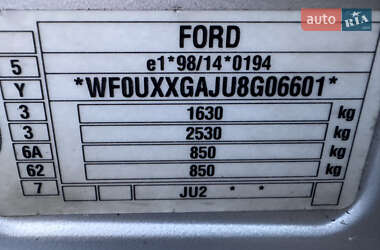 auto RIA
FORD
5 e1*98/14*0194
Y *WF0UXXGAJU8G06601*
3 1630 kg
3 2530 kg
6A 850 kg
62 850 kg
7 JU2 * *